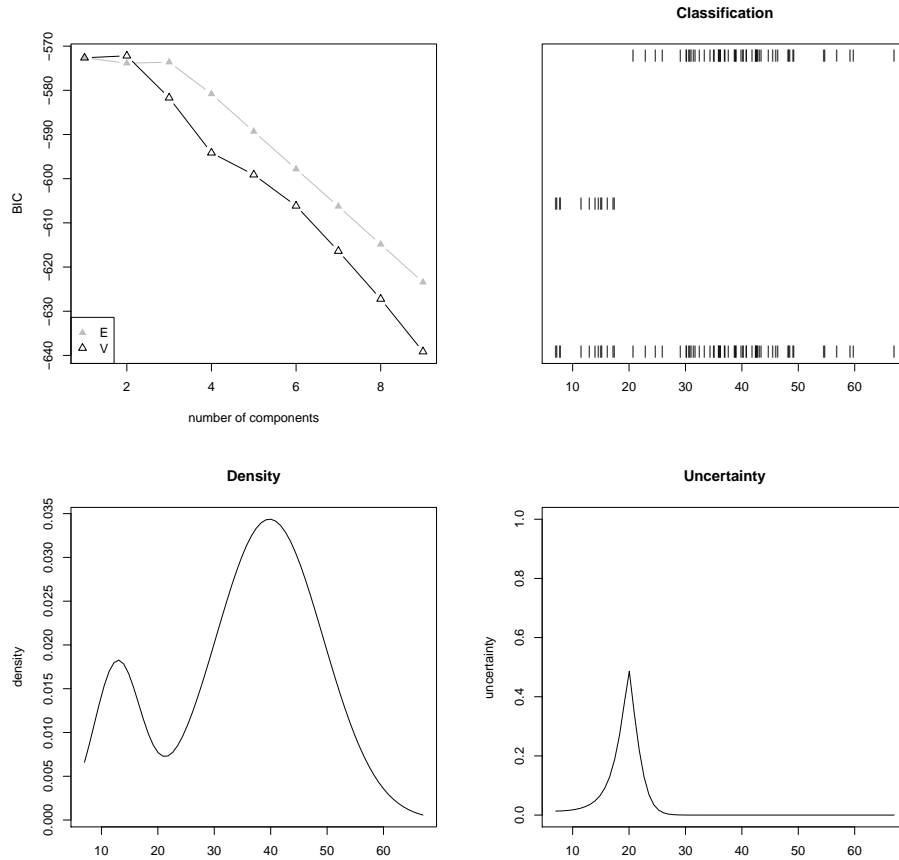 BIC
-570
-580
-590
-600
-610
-620
-630
-640
E
V
2 4 6 8
number of components
Classification
10 20 30 40 50 60
Density
density
0.035
0.030
0.025
0.020
0.015
0.010
0.005
0.000
10 20 30 40 50 60
Uncertainty
uncertainty
1.0
0.8
0.6
0.4
0.2
0.0
10 20 30 40 50 60